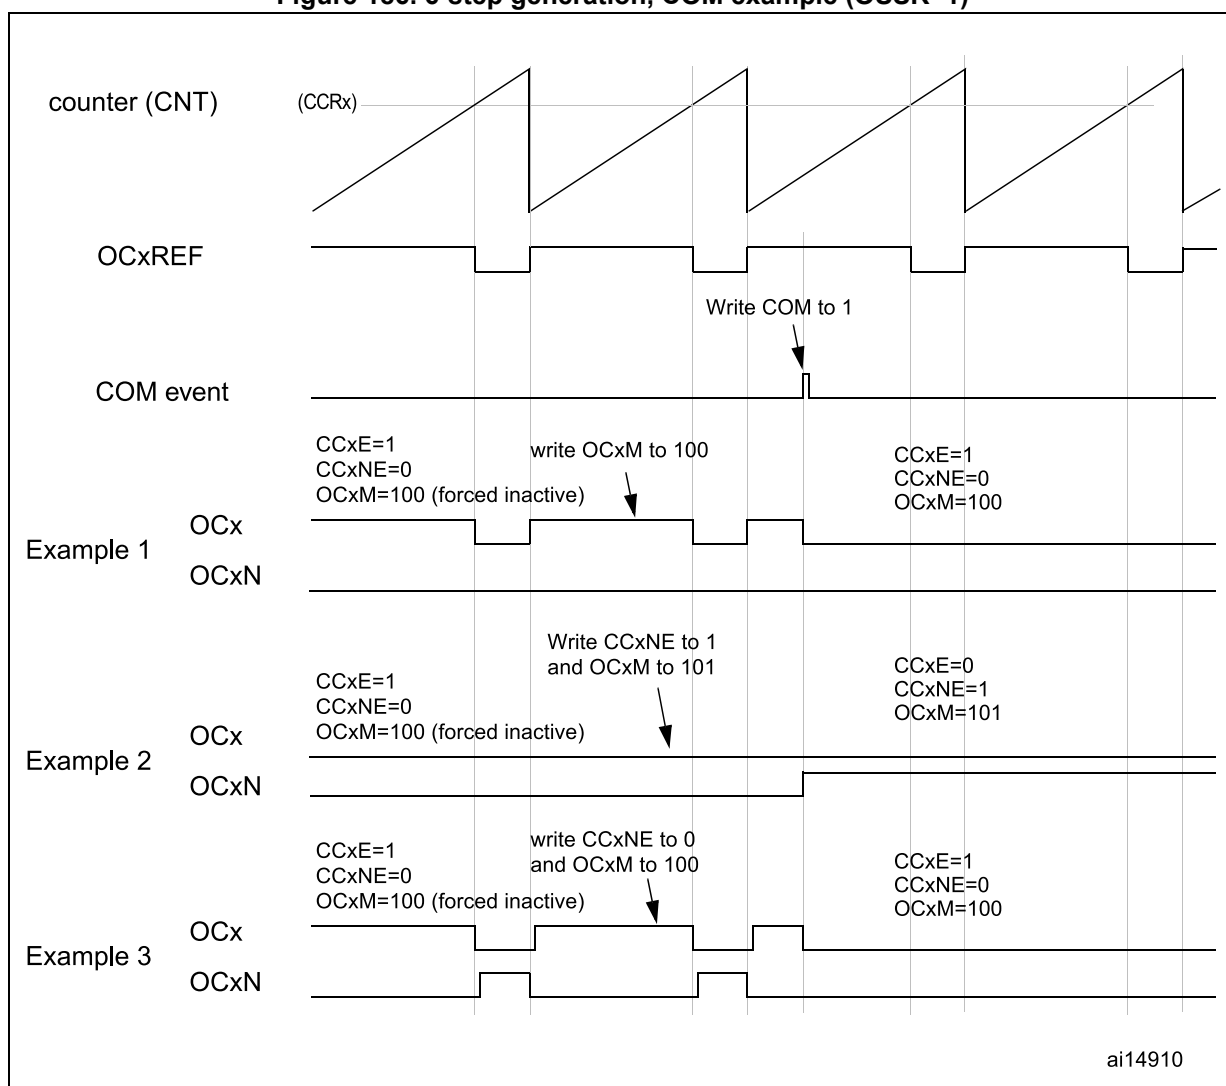 counter (CNT)
(CCRx)
OCxREF
Write COM to 1
COM event
CCxE=1
CCxNE=0
OCxM=100 (forced inactive)
write OCxM to 100
CCxE=1
CCxNE=0
OCxM=100
Example 1
OCx
OCxN
Write CCxNE to 1
and OCxM to 101
CCxE=1
CCxNE=0
OCxM=100 (forced inactive)
CCxE=0
CCxNE=1
OCxM=101
Example 2
OCx
OCxN
write CCxNE to 0
and OCxM to 100
CCxE=1
CCxNE=0
OCxM=100 (forced inactive)
CCxE=1
CCxNE=0
OCxM=100
Example 3
OCx
OCxN
ai14910